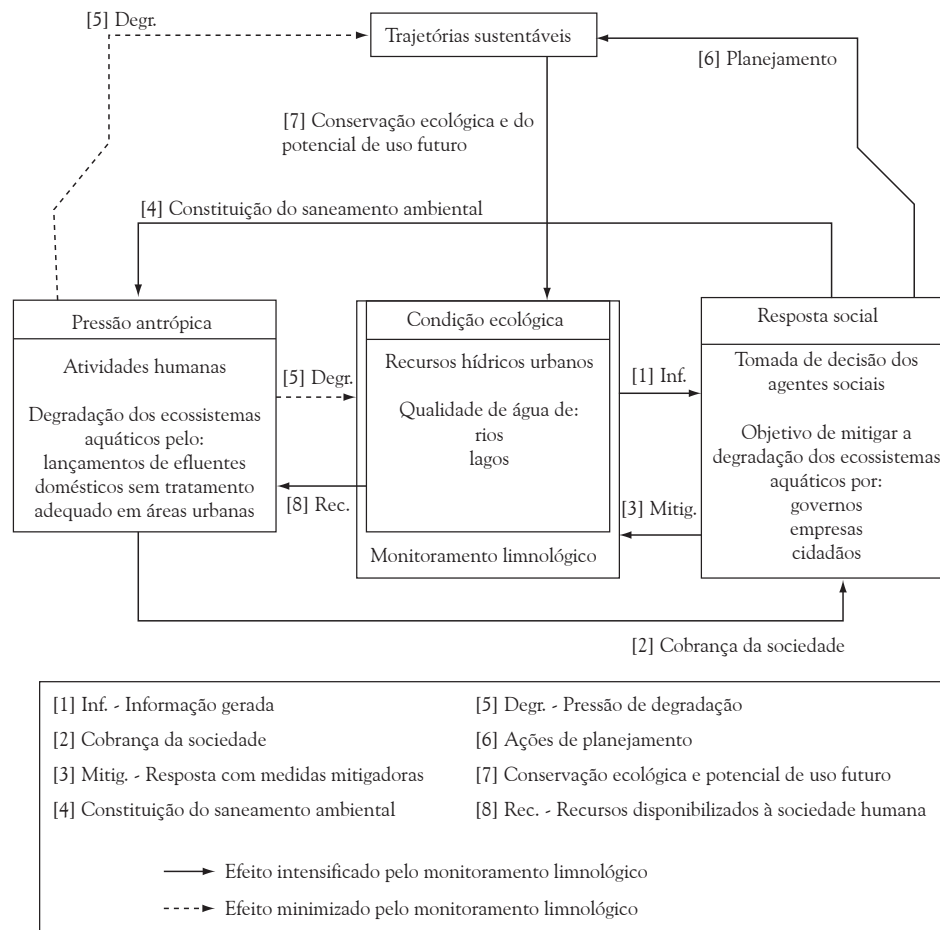 [5] Degr.
Trajetórias sustentáveis
[6] Planejamento
[7] Conservação ecológica e do
potencial de uso futuro
[4] Constituição do saneamento ambiental
Pressão antrópica
Atividades humanas
Degradação dos ecossistemas
aquáticos pelo:
lançamentos de efluentes
domésticos sem tratamento
adequado em áreas urbanas
[5] Degr.
[8] Rec.
Condição ecológica
Recursos hídricos urbanos
Qualidade de água de:
rios
lagos
Monitoramento limnológico
[1] Inf.
[3] Mitig.
Resposta social
Tomada de decisão dos
agentes sociais
Objetivo de mitigar a
degradação dos ecossistemas
aquáticos por:
governos
empresas
cidadãos
[2] Cobrança da sociedade
[1] Inf. - Informação gerada
[2] Cobrança da sociedade
[3] Mitig. - Resposta com medidas mitigadoras
[4] Constituição do saneamento ambiental
[5] Degr. - Pressão de degradação
[6] Ações de planejamento
[7] Conservação ecológica e potencial de uso futuro
[8] Rec. - Recursos disponibilizados à sociedade humana
Efeito intensificado pelo monitoramento limnológico
Efeito minimizado pelo monitoramento limnológico